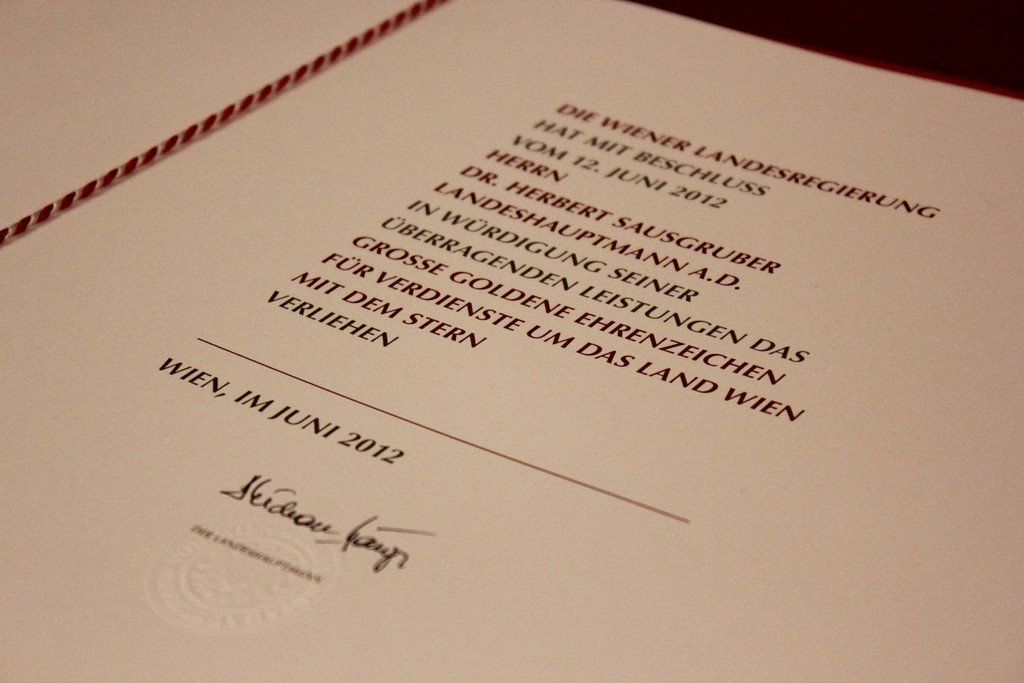 DIE WIENER LANDESREGIERUNG
HAT MIT BESCHLUSS
VOM 12. JUNI 2012
HERRN
DR. HERBERT SAUSGRUBER
LANDESHAUPTMANN A.D.
IN WÜRDIGUNG SEINER
ÜBERRAGENDEN LEISTUNGEN DAS
GROSSE GOLDENE EHRENZEICHEN
FÜR VERDIENSTE UM DAS LAND WIEN
MIT DEM STERN
VERLIEHEN
WIEN, IM JUNI 2012
DER LANDESHAUPTMANN